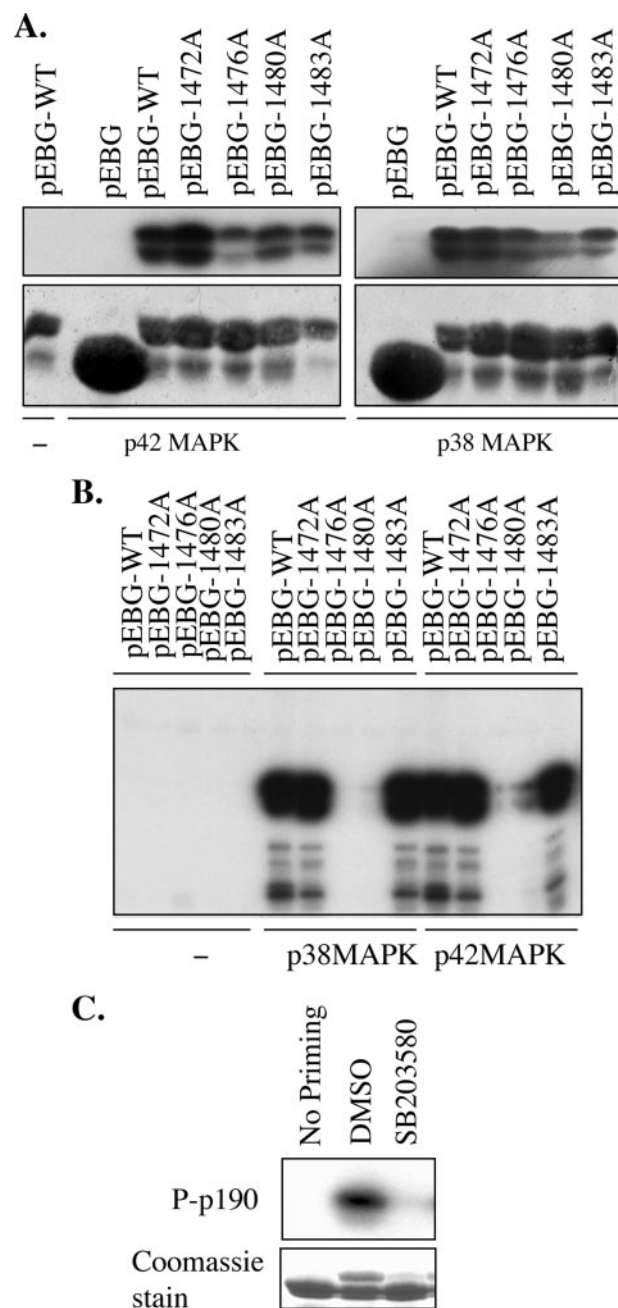 A.
pEBG-WT
pEBG
pEBG-WT
pEBG-1472A
pEBG-1476A
pEBG-1480A
pEBG-1483A
pEBG
pEBG-WT
pEBG-1472A
pEBG-1476A
pEBG-1480A
pEBG-1483A
–
p42 MAPK
p38 MAPK
B.
pEBG-WT
pEBG-1472A
pEBG-1476A
pEBG-1480A
pEBG-1483A
pEBG-WT
pEBG-1472A
pEBG-1476A
pEBG-1480A
pEBG-1483A
pEBG-WT
pEBG-1472A
pEBG-1476A
pEBG-1480A
pEBG-1483A
–
p38MAPK
p42MAPK
C.
No Priming
DMSO
SB203580
P-p190
Coomassie
stain